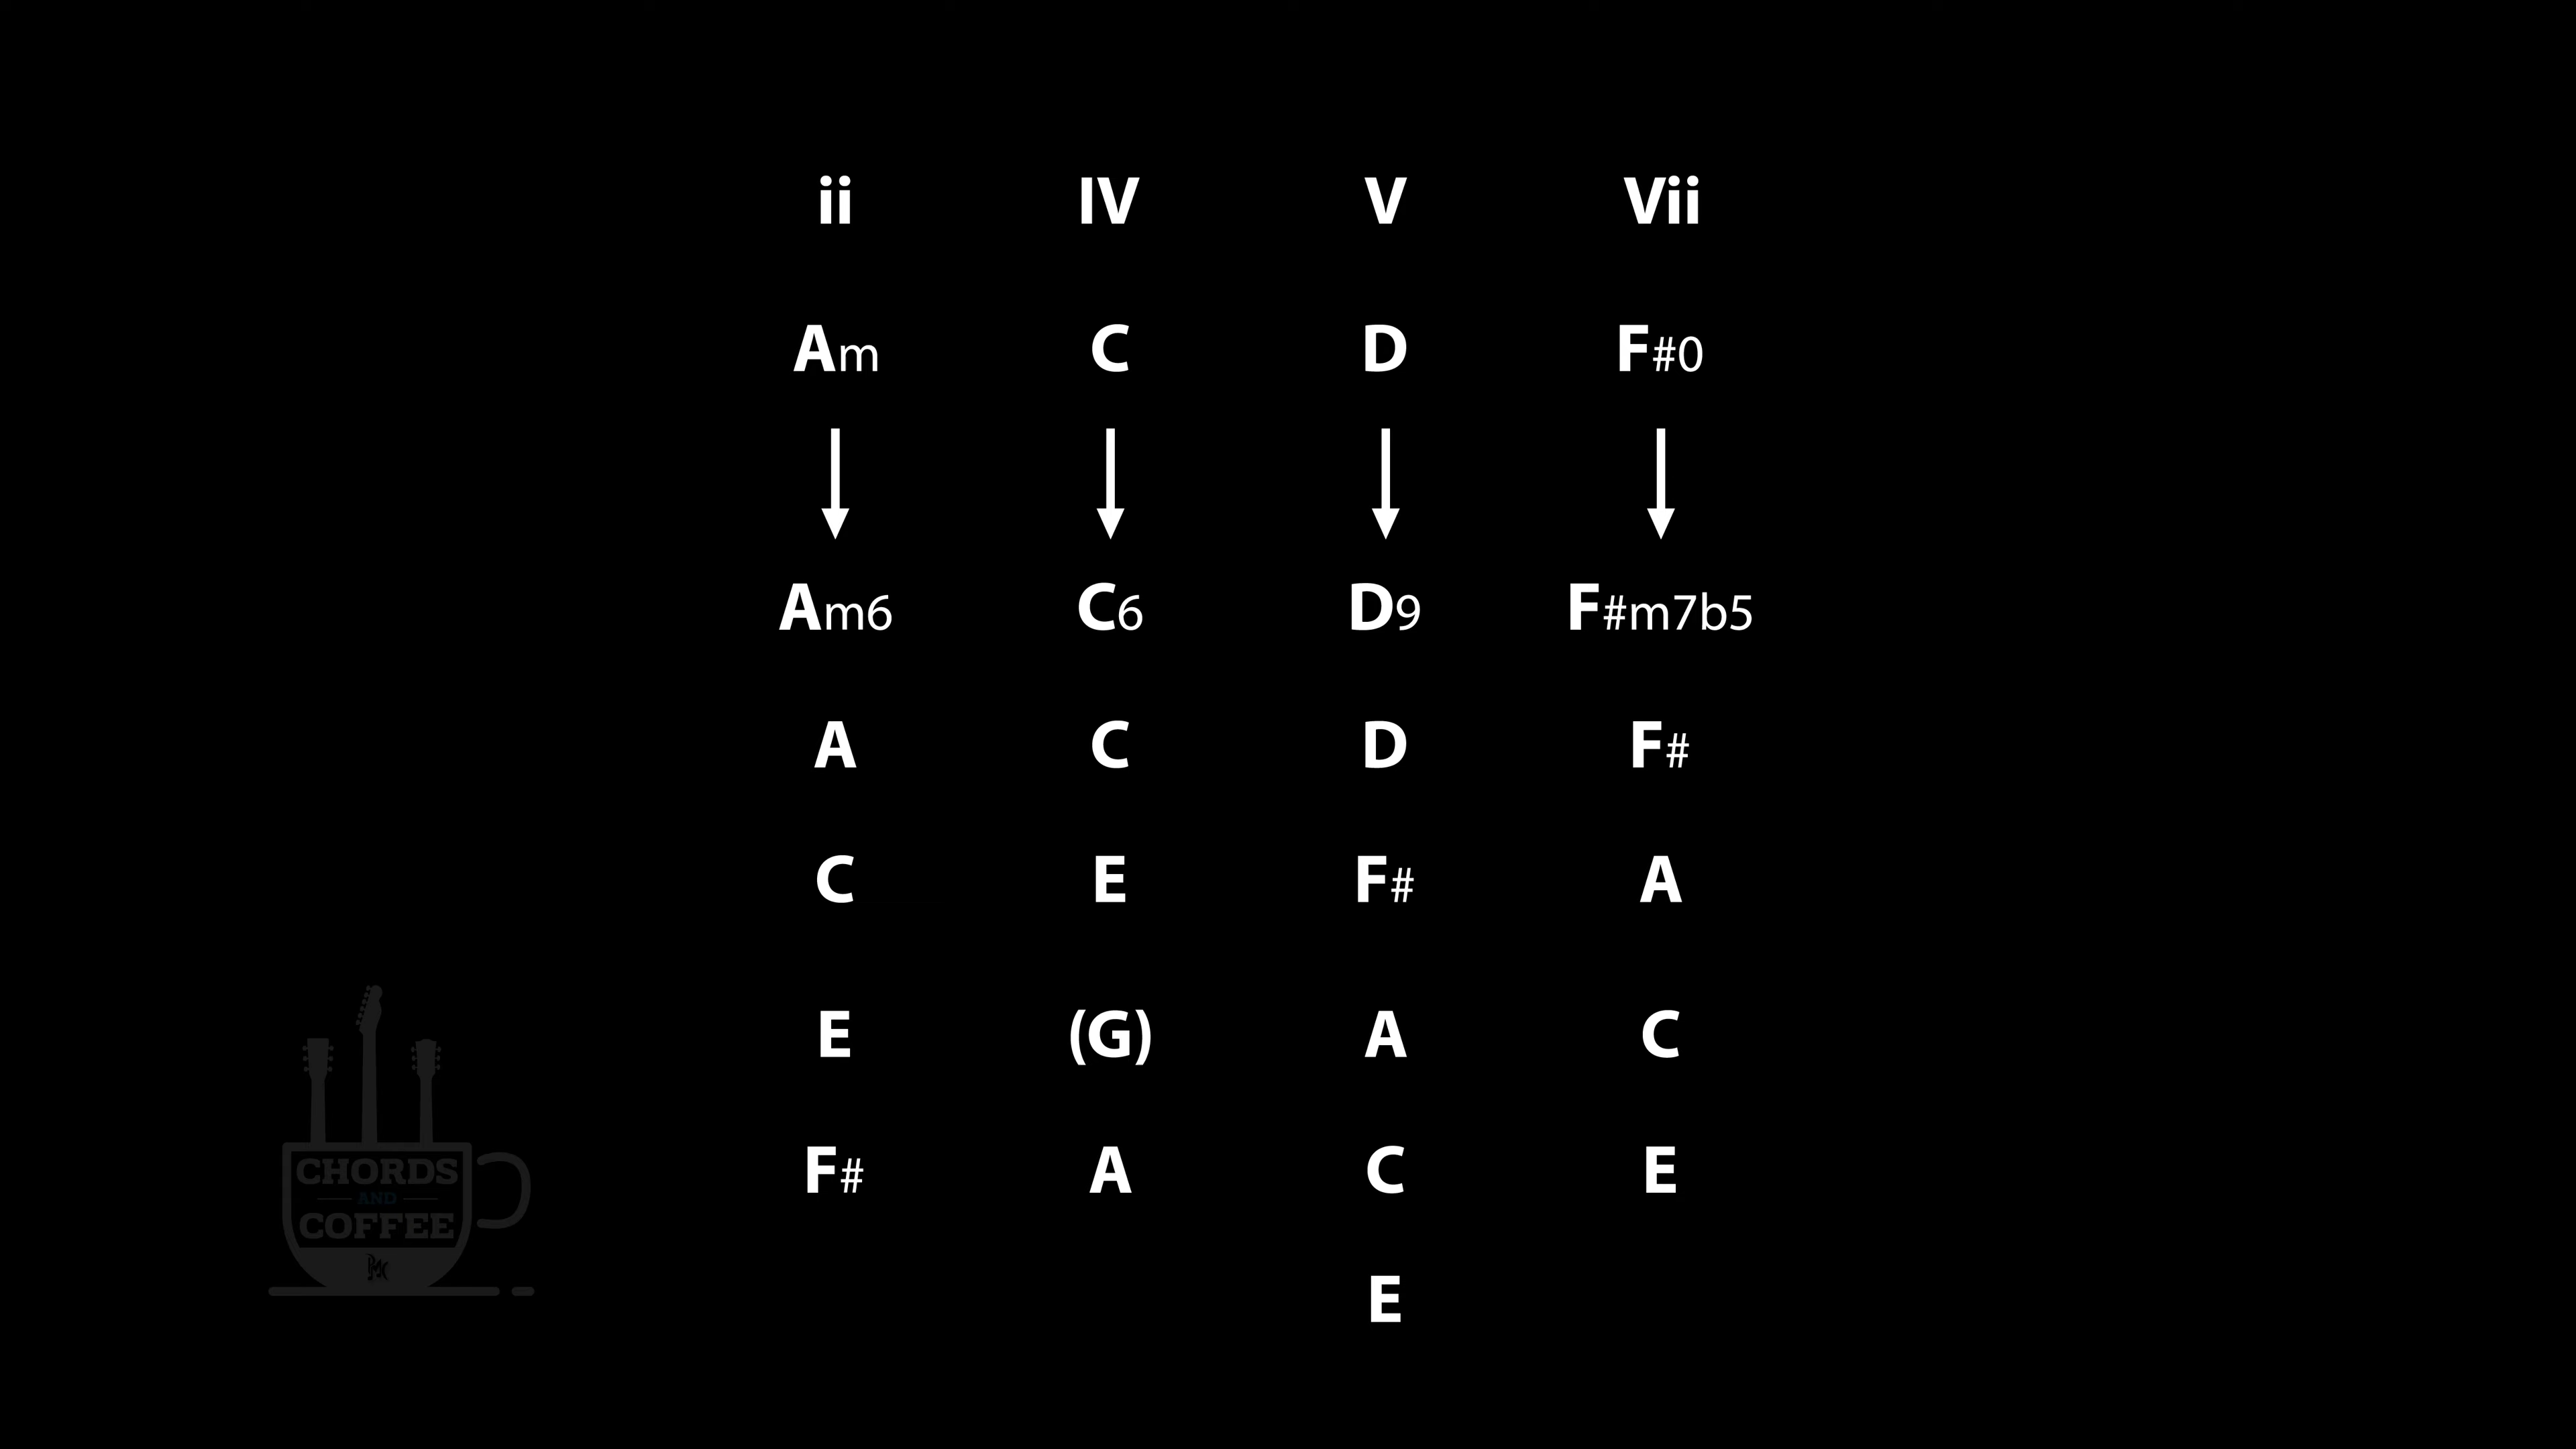 ii IV V Vii
Am C D F#0
Am6 C6 D9 F#m7b5
A C D F#
C E F# A
E (G) A C
F# A C E
E
CHORDS
AND
COFFEE